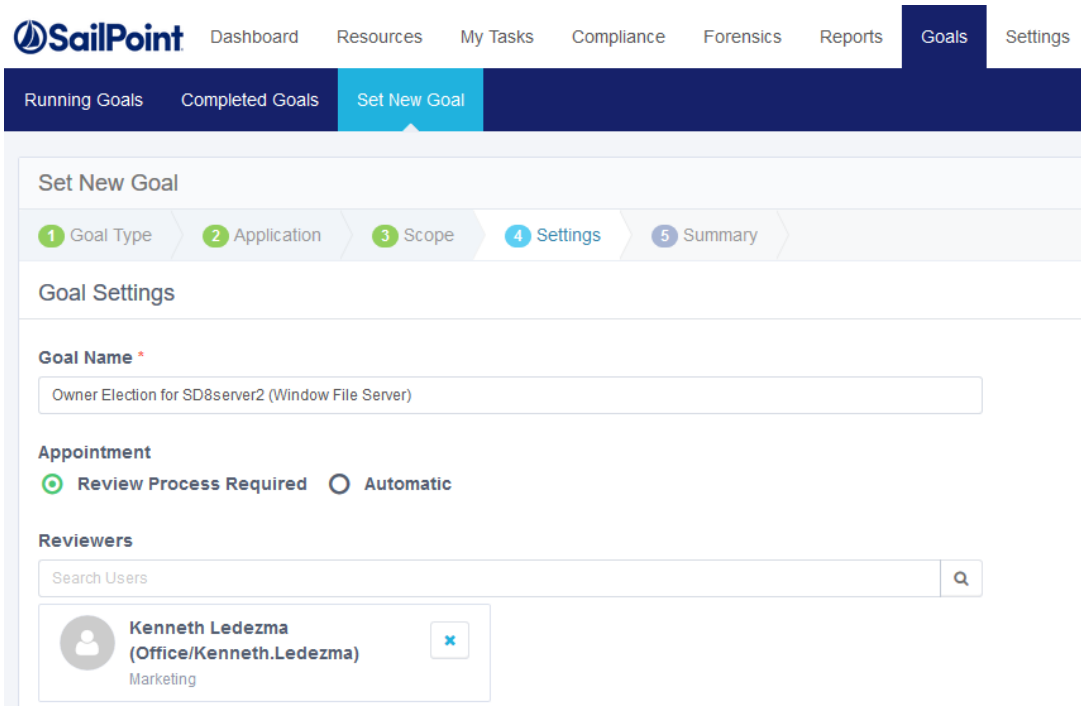 SailPoint Dashboard Resources My Tasks Compliance Forensics Reports Goals Settings
Running Goals Completed Goals Set New Goal
Set New Goal
1 Goal Type 2 Application 3 Scope 4 Settings 5 Summary
Goal Settings
Goal Name *
Owner Election for SD8server2 (Window File Server)
Appointment
Review Process Required Automatic
Reviewers
Search Users
Kenneth Ledezma
(Office/Kenneth.Ledezma)
Marketing